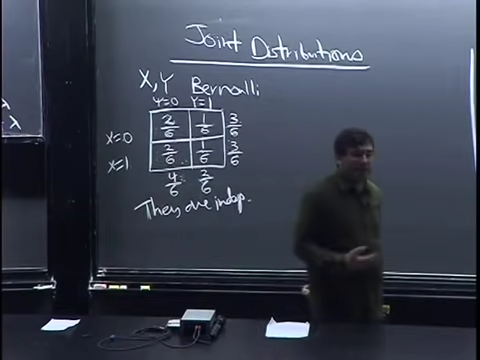 Joint Distributions
X, Y Bernoulli
Y=0 Y=1
X=0 2/6 1/6 3/6
X=1 2/6 1/6 3/6
4/6 2/6
They are indep.
λ